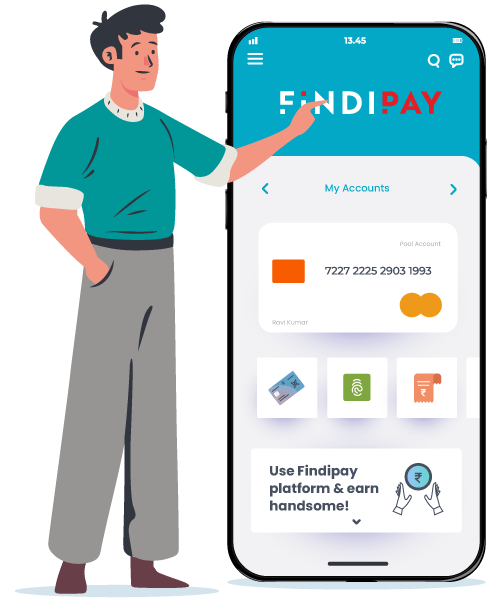 13.45
FiNDIPAY
My Accounts
Pool Account
7227 2225 2903 1993
Ravi Kumar
₹
Use Findipay
platform & earn
handsome!
₹